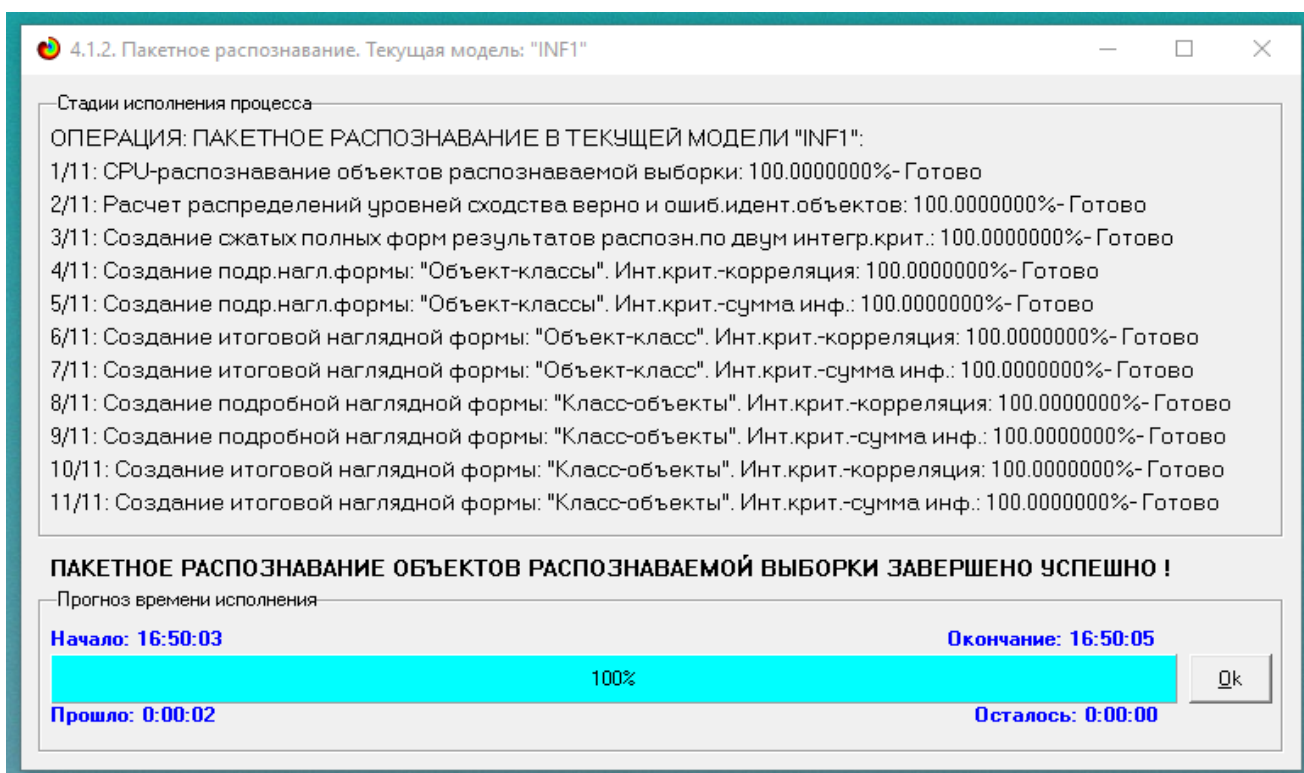 4.1.2. Пакетное распознавание. Текущая модель: "INF1"
Стадии исполнения процесса
ОПЕРАЦИЯ: ПАКЕТНОЕ РАСПОЗНАВАНИЕ В ТЕКУЩЕЙ МОДЕЛИ "INF1":
1/11: CPU-распознавание объектов распознаваемой выборки: 100.0000000%- Готово
2/11: Расчет распределений уровней сходства верно и ошиб.идент.объектов: 100.0000000%- Готово
3/11: Создание сжатых полных форм результатов распозн.по двум интегр.крит.: 100.0000000%- Готово
4/11: Создание подр.нагл.формы: "Объект-классы". Инт.крит.-корреляция: 100.0000000%- Готово
5/11: Создание подр.нагл.формы: "Объект-классы". Инт.крит.-сумма инф.: 100.0000000%- Готово
6/11: Создание итоговой наглядной формы: "Объект-класс". Инт.крит.-корреляция: 100.0000000%- Готово
7/11: Создание итоговой наглядной формы: "Объект-класс". Инт.крит.-сумма инф.: 100.0000000%- Готово
8/11: Создание подробной наглядной формы: "Класс-объекты". Инт.крит.-корреляция: 100.0000000%- Готово
9/11: Создание подробной наглядной формы: "Класс-объекты". Инт.крит.-сумма инф.: 100.0000000%- Готово
10/11: Создание итоговой наглядной формы: "Класс-объекты". Инт.крит.-корреляция: 100.0000000%- Готово
11/11: Создание итоговой наглядной формы: "Класс-объекты". Инт.крит.-сумма инф.: 100.0000000%- Готово
ПАКЕТНОЕ РАСПОЗНАВАНИЕ ОБЪЕКТОВ РАСПОЗНАВАЕМОЙ ВЫБОРКИ ЗАВЕРШЕНО УСПЕШНО !
Прогноз времени исполнения
Начало: 16:50:03 Окончание: 16:50:05
100% Ok
Прошло: 0:00:02 Осталось: 0:00:00